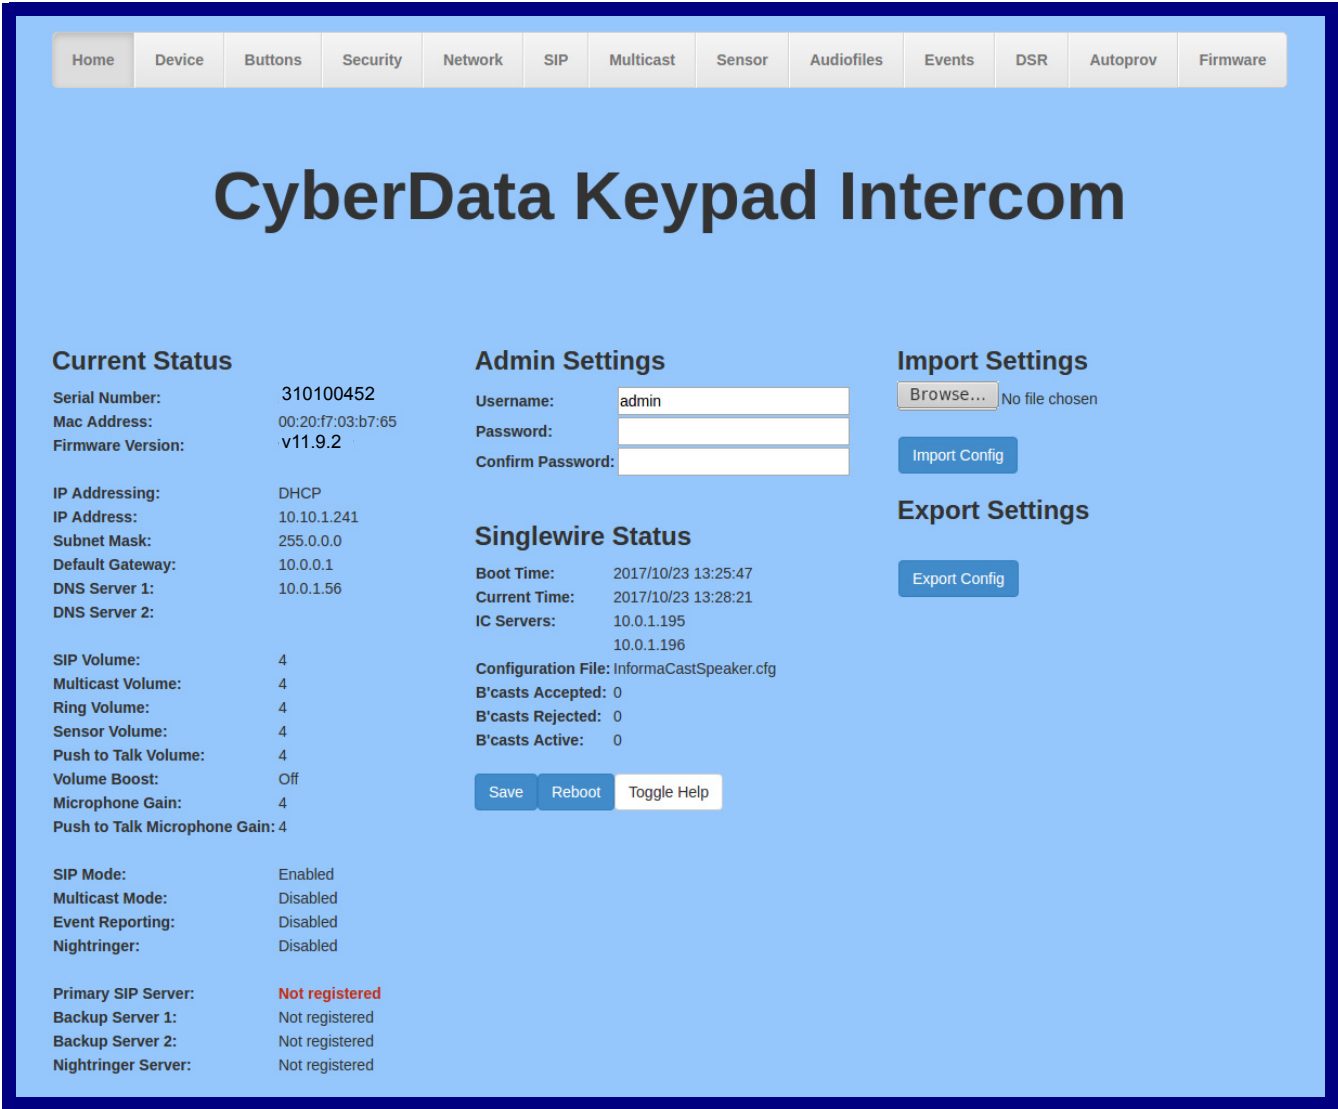 Home Device Buttons Security Network SIP Multicast Sensor Audiofiles Events DSR Autoprov Firmware
CyberData Keypad Intercom
Current Status
Serial Number: 310100452
Mac Address: 00:20:f7:03:b7:65
Firmware Version: v11.9.2
IP Addressing: DHCP
IP Address: 10.10.1.241
Subnet Mask: 255.0.0.0
Default Gateway: 10.0.0.1
DNS Server 1: 10.0.1.56
DNS Server 2:
SIP Volume: 4
Multicast Volume: 4
Ring Volume: 4
Sensor Volume: 4
Push to Talk Volume: 4
Volume Boost: Off
Microphone Gain: 4
Push to Talk Microphone Gain: 4
SIP Mode: Enabled
Multicast Mode: Disabled
Event Reporting: Disabled
Nightringer: Disabled
Primary SIP Server: Not registered
Backup Server 1: Not registered
Backup Server 2: Not registered
Nightringer Server: Not registered
Admin Settings
Username: admin
Password:
Confirm Password:
Singlewire Status
Boot Time: 2017/10/23 13:25:47
Current Time: 2017/10/23 13:28:21
IC Servers: 10.0.1.195
10.0.1.196
Configuration File: InformaCastSpeaker.cfg
B'casts Accepted: 0
B'casts Rejected: 0
B'casts Active: 0
Save Reboot Toggle Help
Import Settings
Browse... No file chosen
Import Config
Export Settings
Export Config